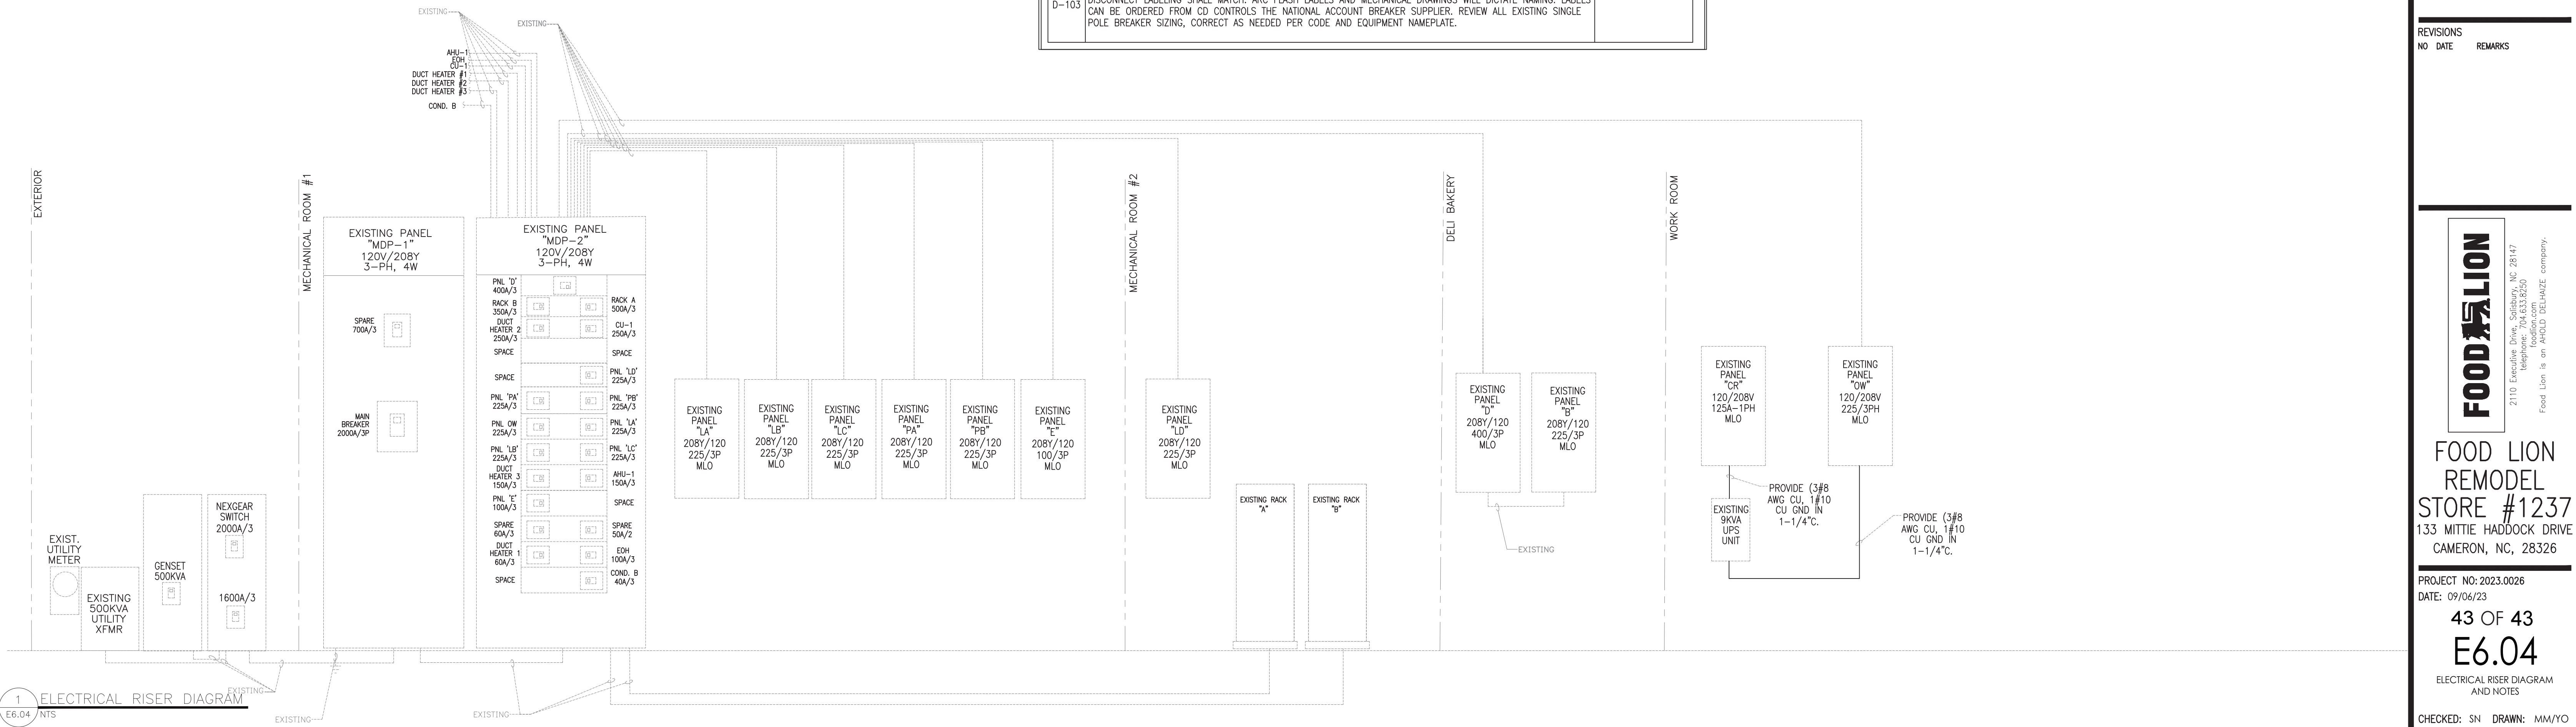 D-103
DISCONNECT LABELING SHALL MATCH. ARC FLASH LABELS AND MECHANICAL DRAWINGS WILL DICTATE NAMING. LABELS
CAN BE ORDERED FROM CD CONTROLS THE NATIONAL ACCOUNT BREAKER SUPPLIER. REVIEW ALL EXISTING SINGLE
POLE BREAKER SIZING, CORRECT AS NEEDED PER CODE AND EQUIPMENT NAMEPLATE.
EXISTING
EXISTING
AHU-1
EOH
CU-1
DUCT HEATER #1
DUCT HEATER #2
DUCT HEATER #3
COND. B
EXTERIOR
MECHANICAL ROOM #1
MECHANICAL ROOM #2
DELI BAKERY
WORK ROOM
EXIST.
UTILITY
METER
EXISTING
500KVA
UTILITY
XFMR
GENSET
500KVA
NEXGEAR
SWITCH
2000A/3
1600A/3
EXISTING PANEL
"MDP-1"
120V/208Y
3-PH, 4W
SPARE
700A/3
MAIN
BREAKER
2000A/3P
EXISTING PANEL
"MDP-2"
120V/208Y
3-PH, 4W
PNL 'D'
400A/3
RACK B
350A/3
RACK A
500A/3
DUCT
HEATER 2
250A/3
CU-1
250A/3
SPACE
SPACE
SPACE
PNL 'LD'
225A/3
PNL 'PA'
225A/3
PNL 'PB'
225A/3
PNL OW
225A/3
PNL 'LA'
225A/3
PNL 'LB'
225A/3
PNL 'LC'
225A/3
DUCT
HEATER 3
150A/3
AHU-1
150A/3
PNL 'E'
100A/3
SPACE
SPARE
60A/3
SPARE
50A/2
DUCT
HEATER 1
60A/3
EOH
100A/3
SPACE
COND. B
40A/3
EXISTING
PANEL
"LA"
208Y/120
225/3P
MLO
EXISTING
PANEL
"LB"
208Y/120
225/3P
MLO
EXISTING
PANEL
"LC"
208Y/120
225/3P
MLO
EXISTING
PANEL
"PA"
208Y/120
225/3P
MLO
EXISTING
PANEL
"PB"
208Y/120
225/3P
MLO
EXISTING
PANEL
"E"
208Y/120
100/3P
MLO
EXISTING
PANEL
"LD"
208Y/120
225/3P
MLO
EXISTING RACK
"A"
EXISTING RACK
"B"
EXISTING
PANEL
"D"
208Y/120
400/3P
MLO
EXISTING
PANEL
"B"
208Y/120
225/3P
MLO
EXISTING
EXISTING
PANEL
"CR"
120/208V
125A-1PH
MLO
EXISTING
PANEL
"OW"
120/208V
225/3PH
MLO
PROVIDE (3#8
AWG CU, 1#10
CU GND IN
1-1/4"C.
EXISTING
9KVA
UPS
UNIT
PROVIDE (3#8
AWG CU, 1#10
CU GND IN
1-1/4"C.
EXISTING
EXISTING
EXISTING
1
E6.04
ELECTRICAL RISER DIAGRAM
NTS
REVISIONS
NO DATE REMARKS
FOOD LION
2110 Executive Drive, Salisbury, NC 28147
telephone: 704.633.8250
foodlion.com
Food Lion is an AHOLD DELHAIZE company.
FOOD LION
REMODEL
STORE #1237
133 MITTIE HADDOCK DRIVE
CAMERON, NC, 28326
PROJECT NO: 2023.0026
DATE: 09/06/23
43 OF 43
E6.04
ELECTRICAL RISER DIAGRAM
AND NOTES
CHECKED: SN DRAWN: MM/YO